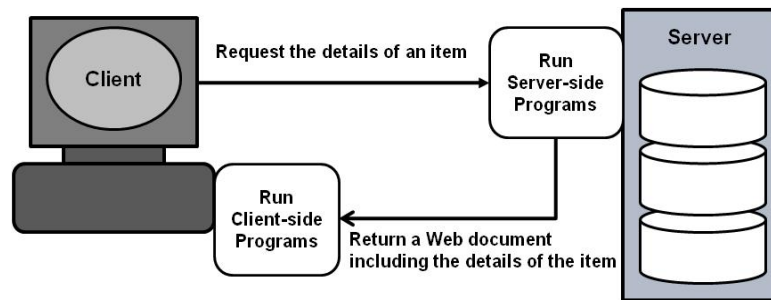 Client
Request the details of an item
Run
Server-side
Programs
Server
Run
Client-side
Programs
Return a Web document
including the details of the item